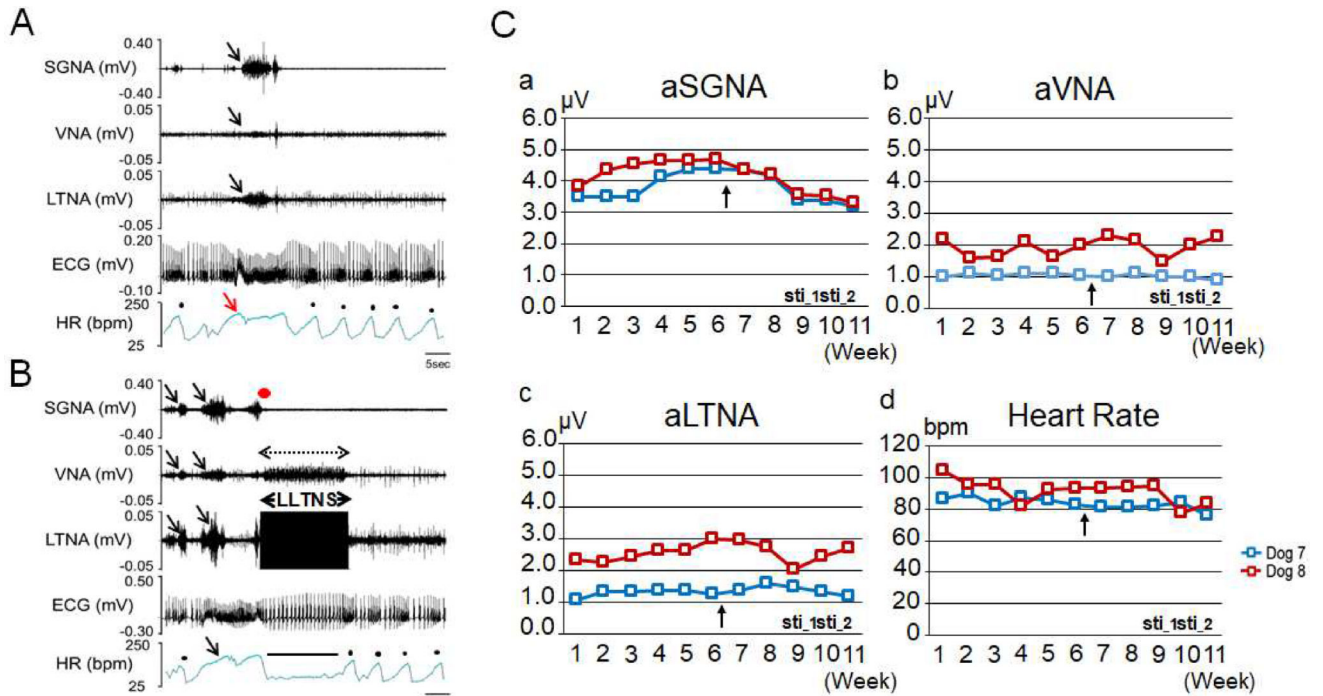 A
0.40
SGNA (mV)
-0.40
0.05
VNA (mV)
-0.05
0.05
LTNA (mV)
-0.05
0.20
ECG (mV)
-0.10
250
HR (bpm)
25
5sec
B
0.40
SGNA (mV)
-0.40
0.05
VNA (mV)
-0.05
0.05
LLTNS
LTNA (mV)
-0.05
0.50
ECG (mV)
-0.30
250
HR (bpm)
25
C
a
aSGNA
µV
6.0
5.0
4.0
3.0
2.0
1.0
0.0
sti_1sti_2
1 2 3 4 5 6 7 8 9 10 11
(Week)
b
aVNA
µV
6.0
5.0
4.0
3.0
2.0
1.0
0.0
sti_1sti_2
1 2 3 4 5 6 7 8 9 10 11
(Week)
c
aLTNA
µV
6.0
5.0
4.0
3.0
2.0
1.0
0.0
sti_1sti_2
1 2 3 4 5 6 7 8 9 10 11
(Week)
d
Heart Rate
bpm
120
100
80
60
40
20
0
sti_1sti_2
1 2 3 4 5 6 7 8 9 10 11
(Week)
Dog 7
Dog 8